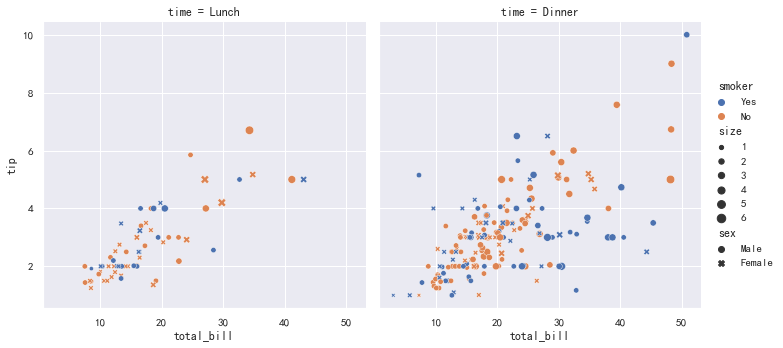 time = Lunch
time = Dinner
10
8
6
4
2
tip
10
20
30
40
50
total_bill
10
20
30
40
50
total_bill
smoker
Yes
No
size
1
2
3
4
5
6
sex
Male
Female